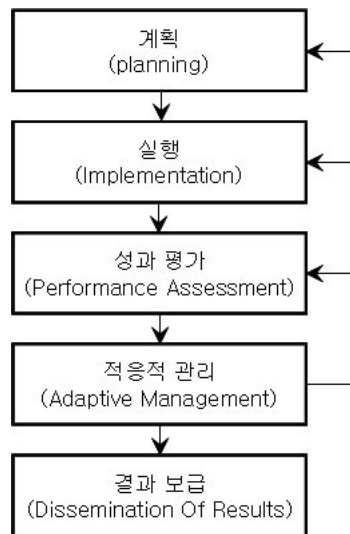 계획
(planning)
실행
(Implementation)
성과 평가
(Performance Assessment)
적응적 관리
(Adaptive Management)
결과 보급
(Dissemination Of Results)